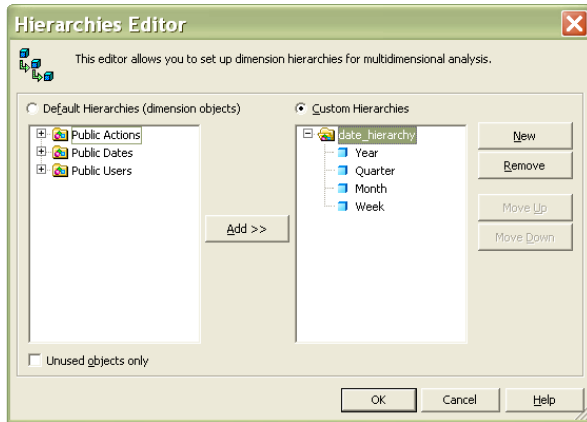 Hierarchies Editor
This editor allows you to set up dimension hierarchies for multidimensional analysis.
Default Hierarchies (dimension objects)
Custom Hierarchies
Public Actions
Public Dates
Public Users
Add >>
date_hierarchy
Year
Quarter
Month
Week
New
Remove
Move Up
Move Down
Unused objects only
OK
Cancel
Help